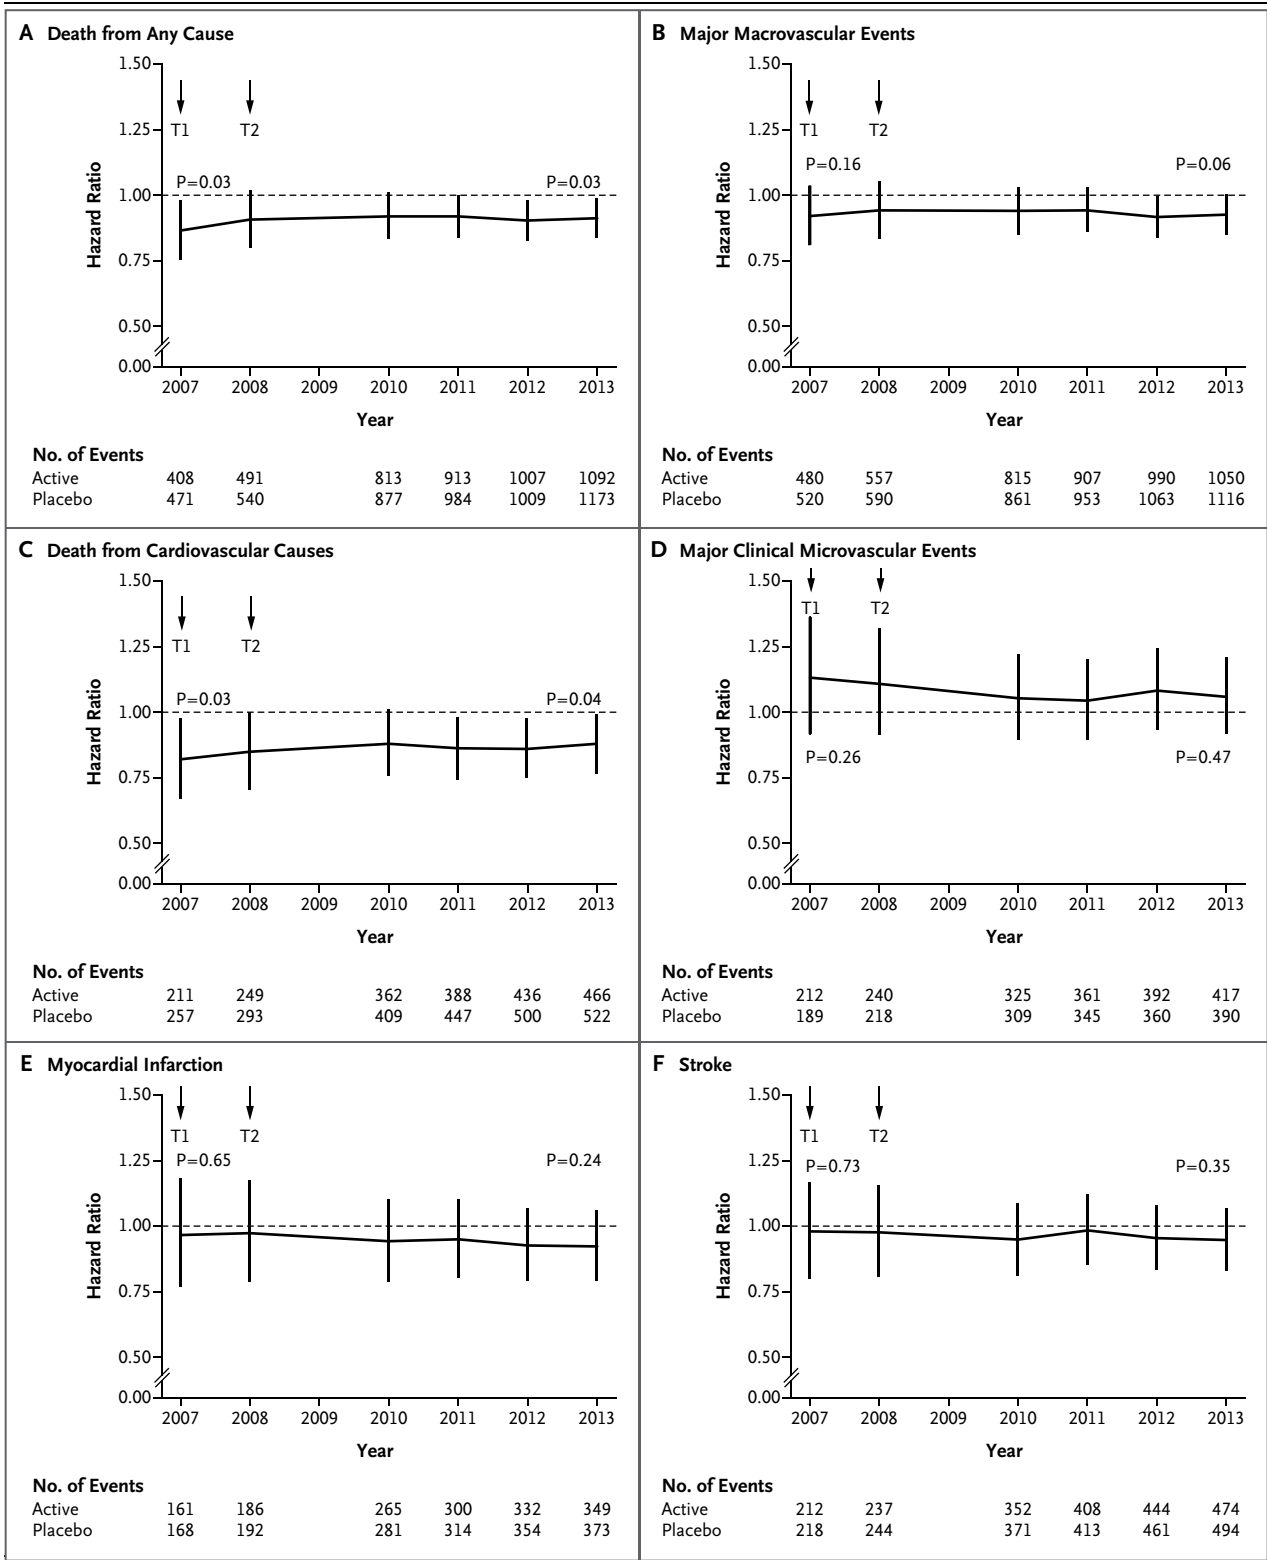 A Death from Any Cause
1.50
1.25
1.00
0.75
0.50
0.00
Hazard Ratio
T1 T2
P=0.03 P=0.03
2007 2008 2009 2010 2011 2012 2013
Year
No. of Events
Active 408 491 813 913 1007 1092
Placebo 471 540 877 984 1009 1173
B Major Macrovascular Events
1.50
1.25
1.00
0.75
0.50
0.00
Hazard Ratio
T1 T2
P=0.16 P=0.06
2007 2008 2009 2010 2011 2012 2013
Year
No. of Events
Active 480 557 815 907 990 1050
Placebo 520 590 861 953 1063 1116
C Death from Cardiovascular Causes
1.50
1.25
1.00
0.75
0.50
0.00
Hazard Ratio
T1 T2
P=0.03 P=0.04
2007 2008 2009 2010 2011 2012 2013
Year
No. of Events
Active 211 249 362 388 436 466
Placebo 257 293 409 447 500 522
D Major Clinical Microvascular Events
1.50
1.25
1.00
0.75
0.50
0.00
Hazard Ratio
T1 T2
P=0.26 P=0.47
2007 2008 2009 2010 2011 2012 2013
Year
No. of Events
Active 212 240 325 361 392 417
Placebo 189 218 309 345 360 390
E Myocardial Infarction
1.50
1.25
1.00
0.75
0.50
0.00
Hazard Ratio
T1 T2
P=0.65 P=0.24
2007 2008 2009 2010 2011 2012 2013
Year
No. of Events
Active 161 186 265 300 332 349
Placebo 168 192 281 314 354 373
F Stroke
1.50
1.25
1.00
0.75
0.50
0.00
Hazard Ratio
T1 T2
P=0.73 P=0.35
2007 2008 2009 2010 2011 2012 2013
Year
No. of Events
Active 212 237 352 408 444 474
Placebo 218 244 371 413 461 494